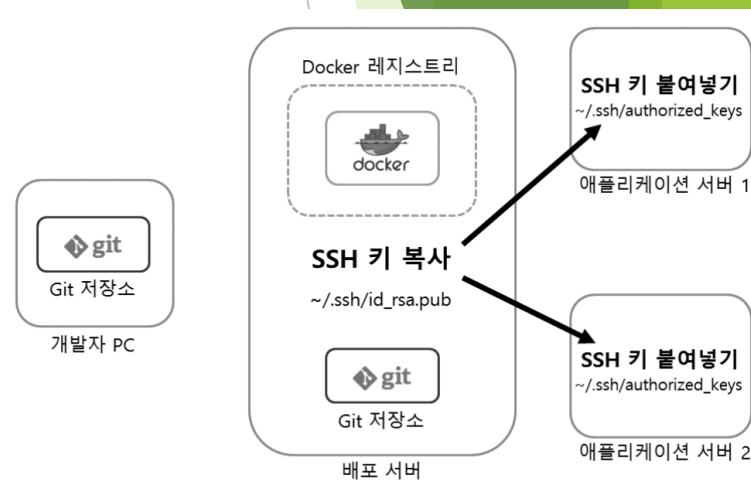 git
Git 저장소
개발자 PC
Docker 레지스트리
docker
SSH 키 복사
~/.ssh/id_rsa.pub
git
Git 저장소
배포 서버
SSH 키 붙여넣기
~/.ssh/authorized_keys
애플리케이션 서버 1
SSH 키 붙여넣기
~/.ssh/authorized_keys
애플리케이션 서버 2